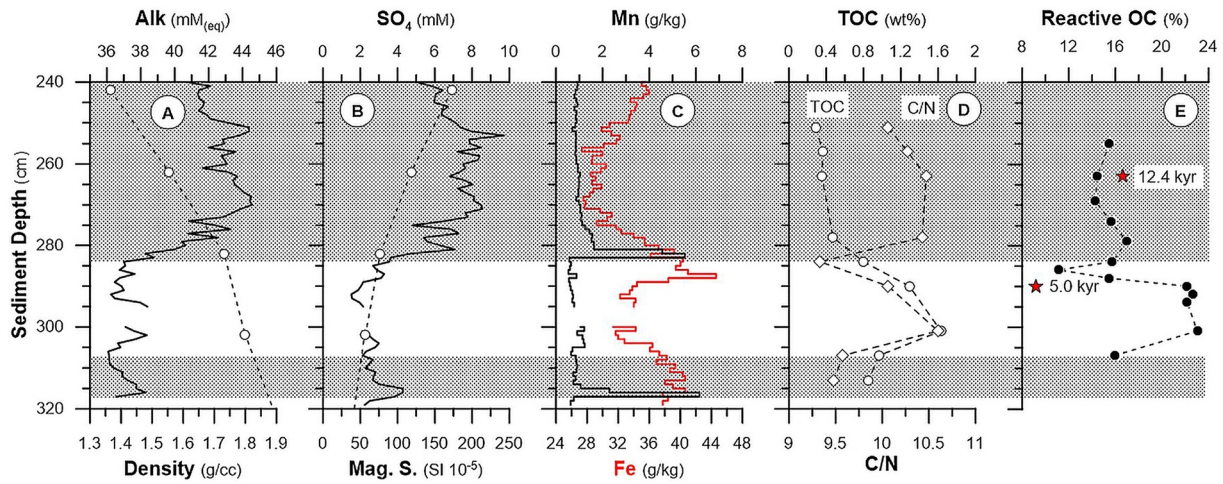 Alk (mM(eq))
36 38 40 42 44 46
SO4 (mM)
0 2 4 6 8 10
Mn (g/kg)
0 2 4 6 8
TOC (wt%)
0 0.4 0.8 1.2 1.6 2
Reactive OC (%)
8 12 16 20 24
Sediment Depth (cm)
240
260
280
300
320
A
B
C
TOC
C/N
D
E
12.4 kyr
5.0 kyr
1.3 1.4 1.5 1.6 1.7 1.8 1.9
Density (g/cc)
0 50 100 150 200 250
Mag. S. (SI 10-5)
24 28 32 36 40 44 48
Fe (g/kg)
9 9.5 10 10.5 11
C/N